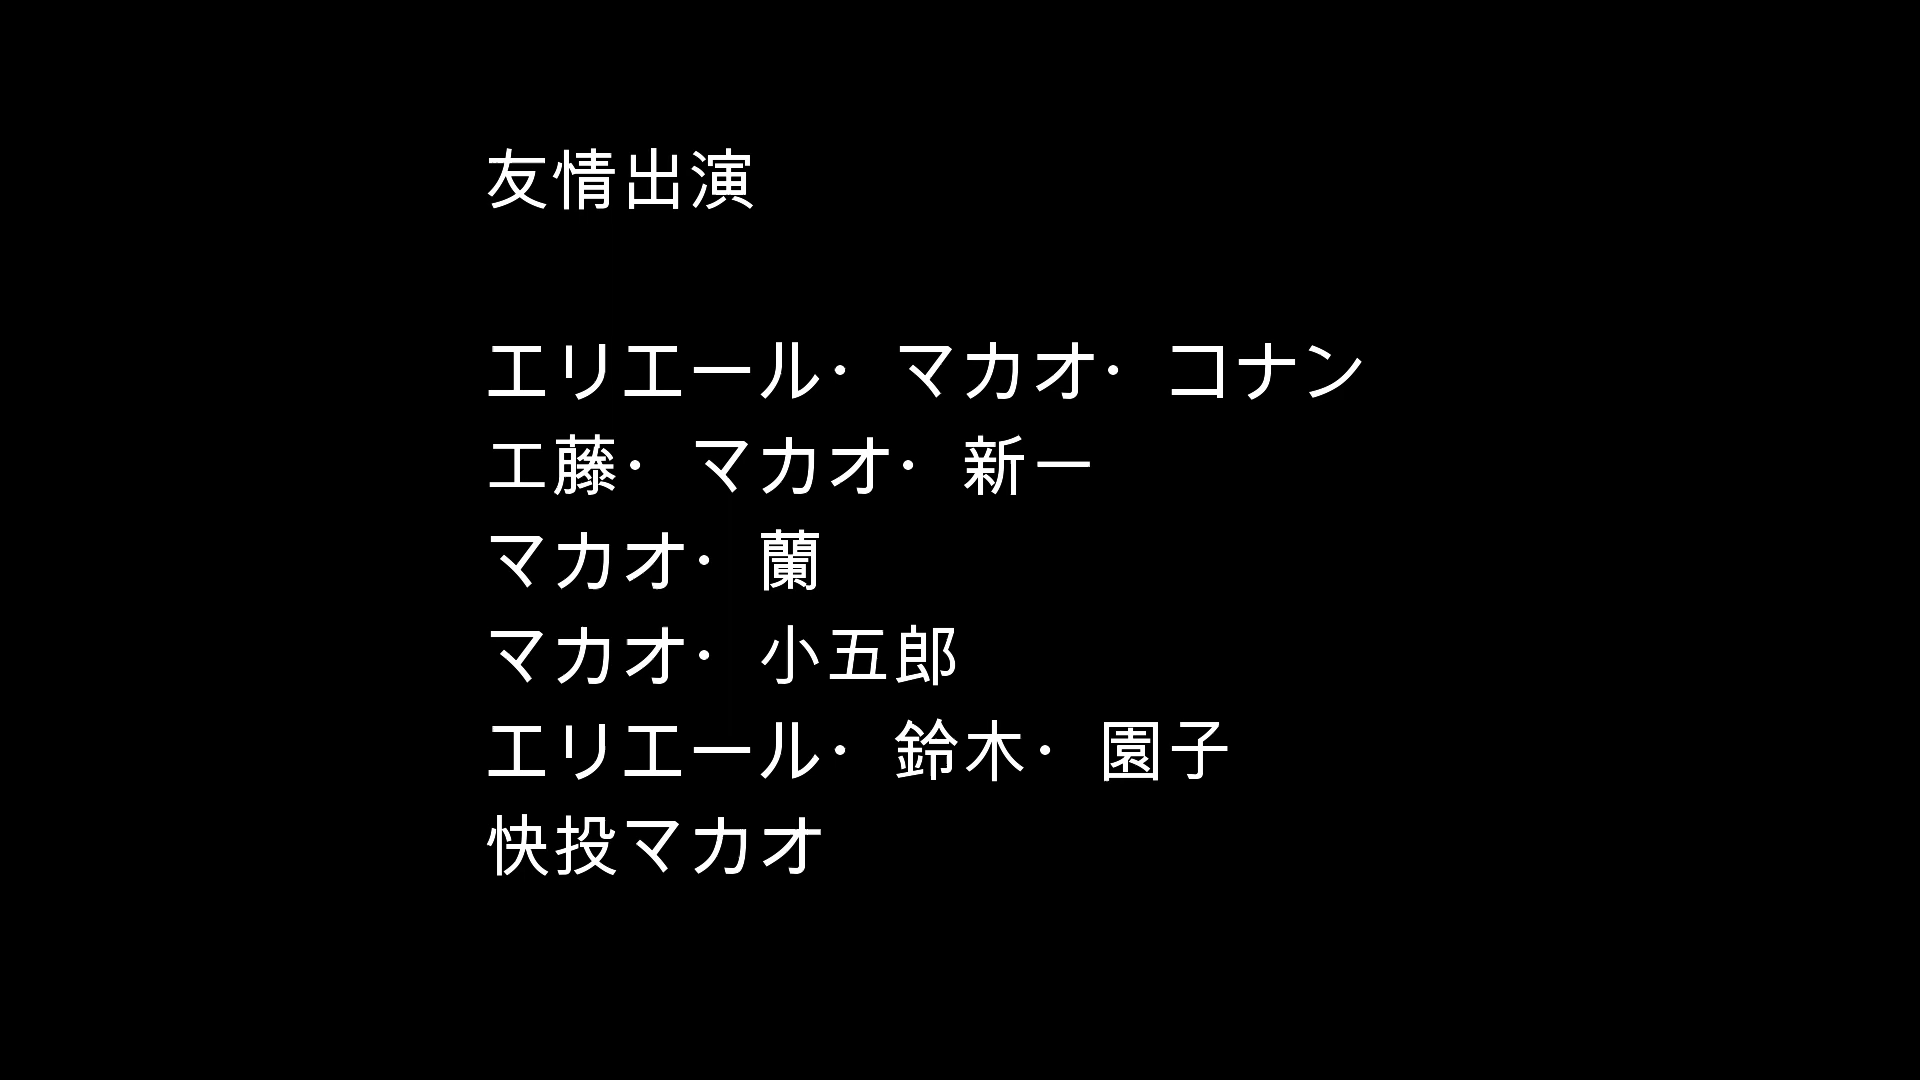 友情出演
エリエール・マカオ・コナン
工藤・マカオ・新一
マカオ・蘭
マカオ・小五郎
エリエール・鈴木・園子
快投マカオ